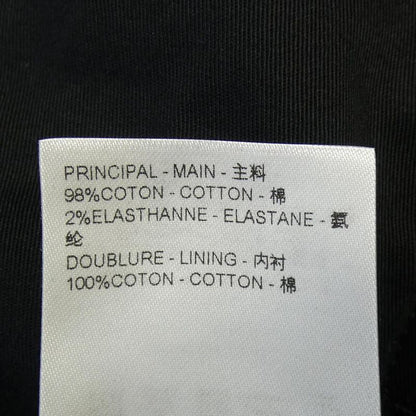 PRINCIPAL - MAIN - 主料
98%COTON - COTTON - 棉
2%ELASTHANNE - ELASTANE - 氨
纶
DOUBLURE - LINING - 内衬
100%COTON - COTTON - 棉